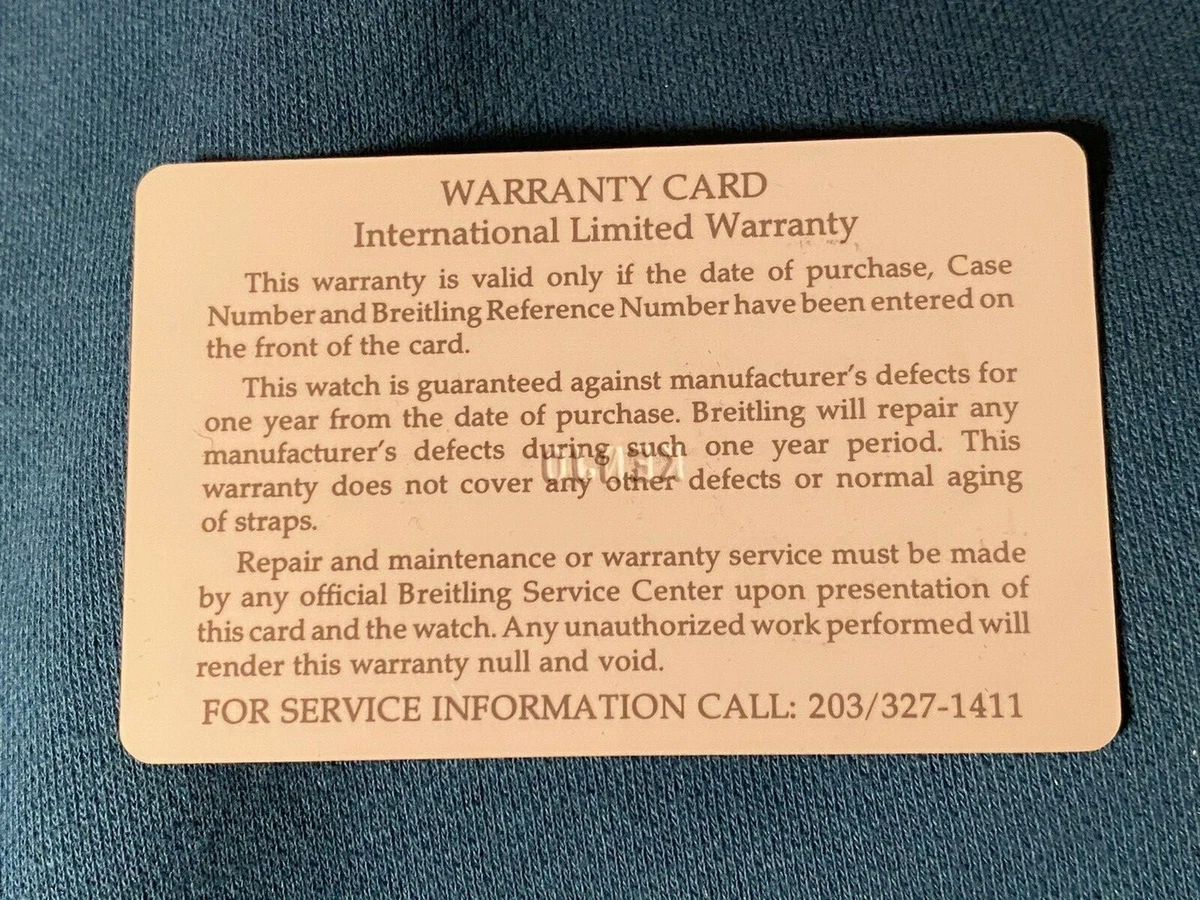 WARRANTY CARD
International Limited Warranty
This warranty is valid only if the date of purchase, Case
Number and Breitling Reference Number have been entered on
the front of the card.
This watch is guaranteed against manufacturer's defects for
one year from the date of purchase. Breitling will repair any
manufacturer's defects during such one year period. This
warranty does not cover any other defects or normal aging
of straps.
Repair and maintenance or warranty service must be made
by any official Breitling Service Center upon presentation of
this card and the watch. Any unauthorized work performed will
render this warranty null and void.
FOR SERVICE INFORMATION CALL: 203/327-1411